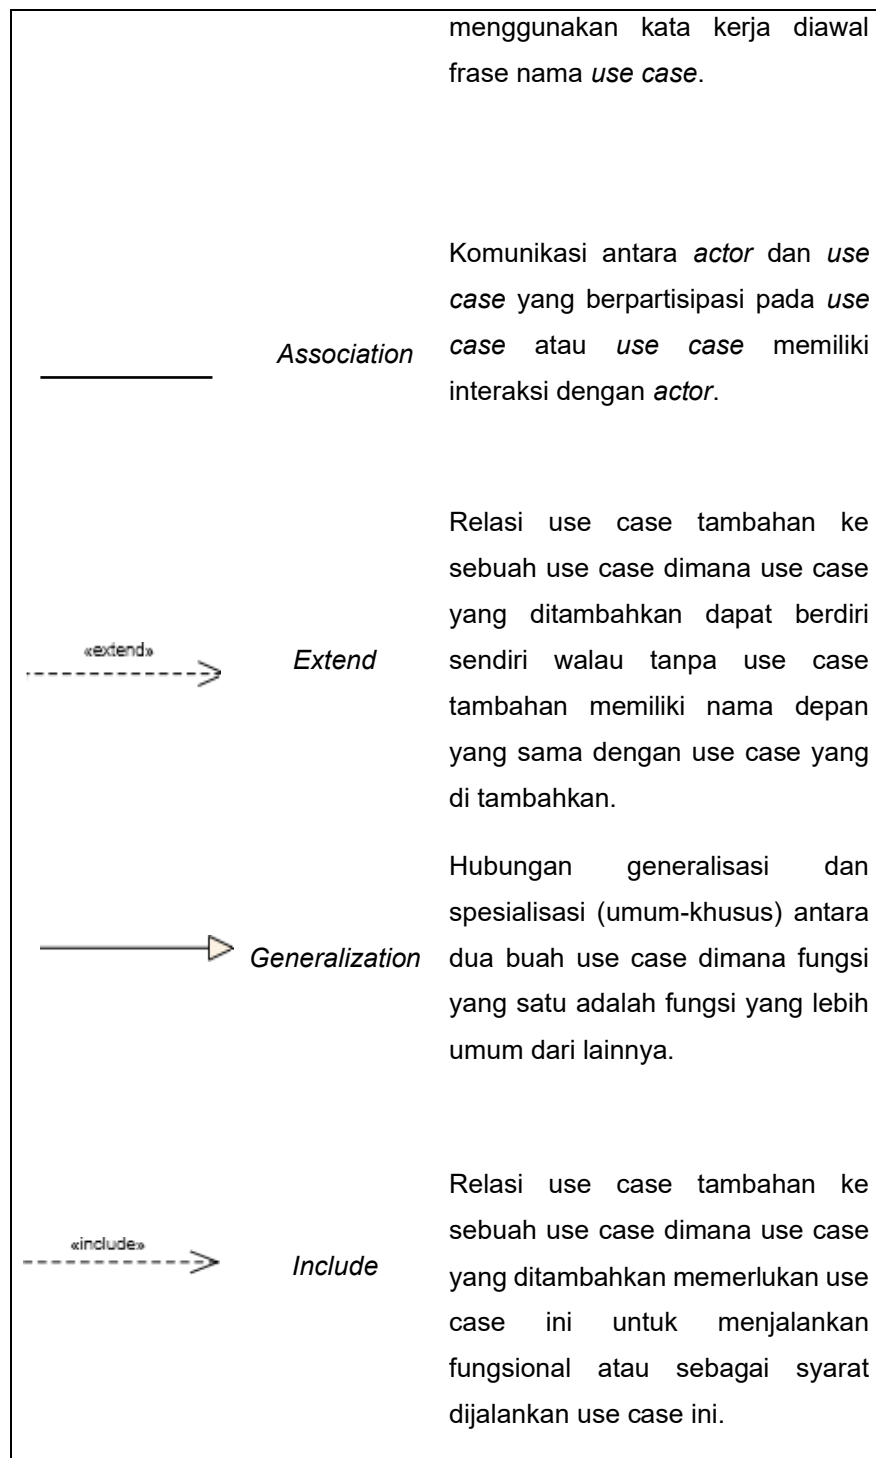 menggunakan kata kerja diawal
frase nama use case.
Association
Komunikasi antara actor dan use
case yang berpartisipasi pada use
case atau use case memiliki
interaksi dengan actor.
«extend»
Extend
Relasi use case tambahan ke
sebuah use case dimana use case
yang ditambahkan dapat berdiri
sendiri walau tanpa use case
tambahan memiliki nama depan
yang sama dengan use case yang
di tambahkan.
Generalization
Hubungan generalisasi dan
spesialisasi (umum-khusus) antara
dua buah use case dimana fungsi
yang satu adalah fungsi yang lebih
umum dari lainnya.
«include»
Include
Relasi use case tambahan ke
sebuah use case dimana use case
yang ditambahkan memerlukan use
case ini untuk menjalankan
fungsional atau sebagai syarat
dijalankan use case ini.